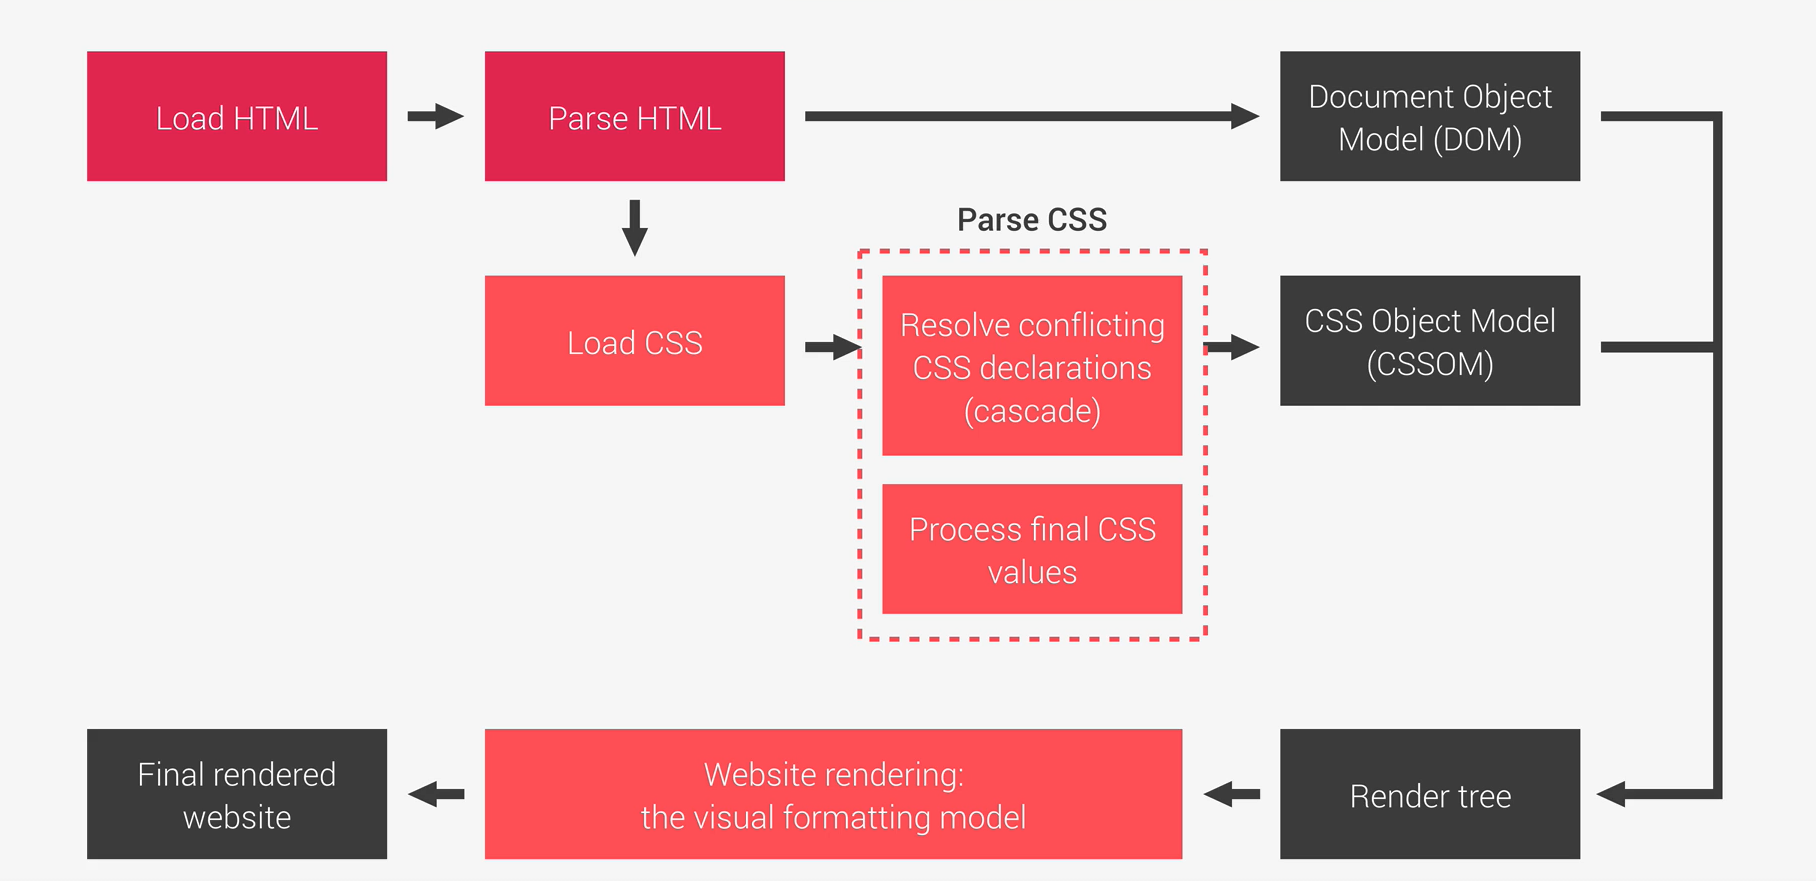 Load HTML
Parse HTML
Document Object
Model (DOM)
Parse CSS
Load CSS
Resolve conflicting
CSS declarations
(cascade)
CSS Object Model
(CSSOM)
Process final CSS
values
Final rendered
website
Website rendering:
the visual formatting model
Render tree